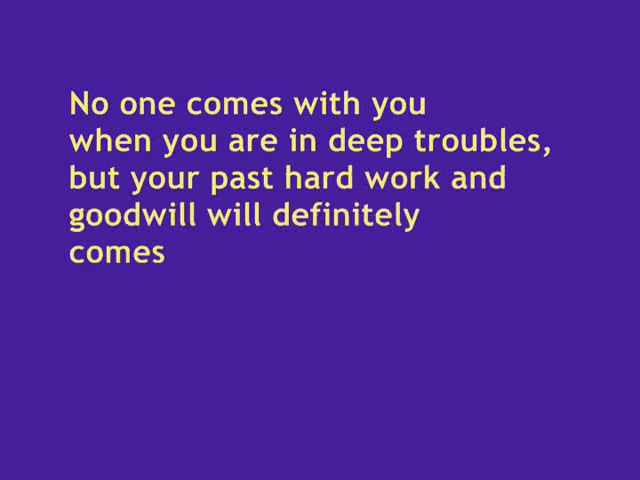 No one comes with you
when you are in deep troubles,
but your past hard work and
goodwill will definitely
comes